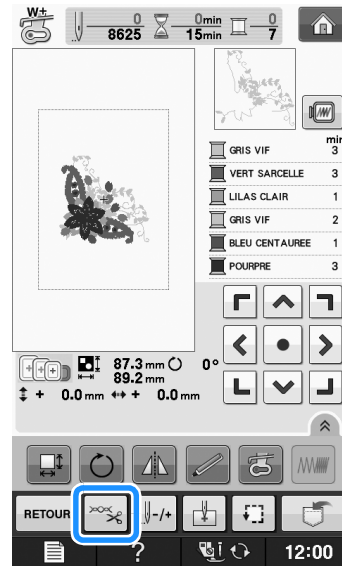 W+
0 0min 0
8625 15min 7
min
GRIS VIF 3
VERT SARCELLE 3
LILAS CLAIR 1
GRIS VIF 2
BLEU CENTAUREE 1
POURPRE 3
87.3 mm 0°
89.2 mm
+ 0.0 mm + 0.0 mm
RETOUR -/+
? 12:00